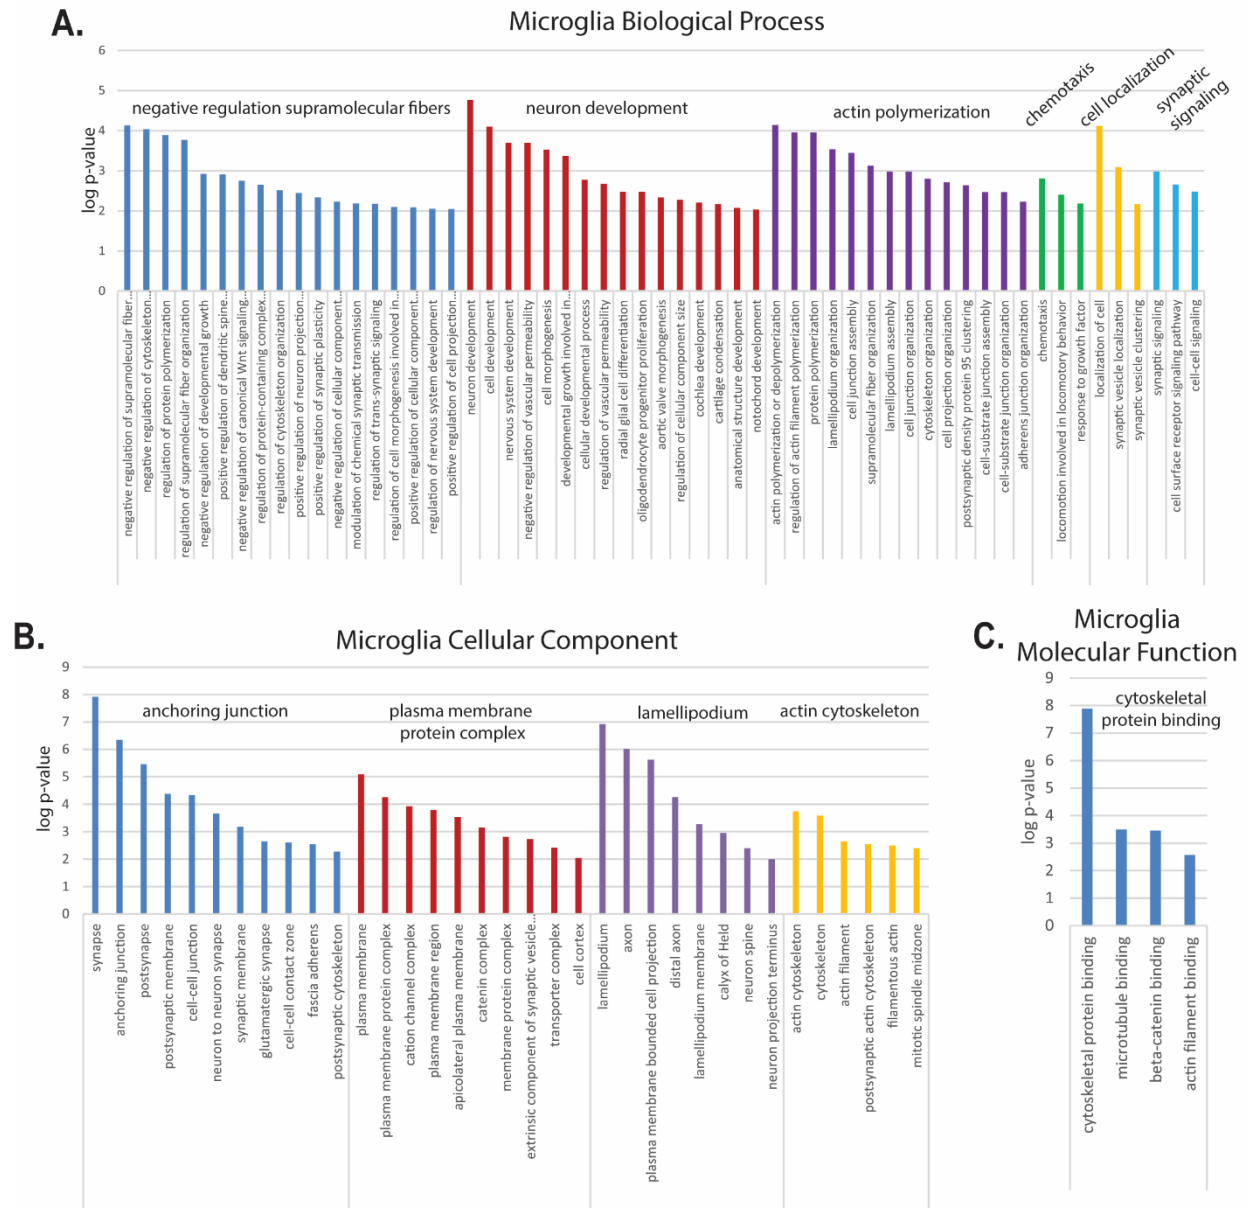 A.
Microglia Biological Process
log p-value
6
5
4
3
2
1
0
negative regulation supramolecular fibers
neuron development
actin polymerization
chemotaxis
cell localization
synaptic
signaling
negative regulation of supramolecular fiber…
negative regulation of cytoskeleton…
regulation of protein polymerization
regulation of supramolecular fiber organization
negative regulation of developmental growth
positive regulation of dendritic spine…
negative regulation of canonical Wnt signaling…
regulation of protein-containing complex…
regulation of cytoskeleton organization
positive regulation of neuron projection…
positive regulation of synaptic plasticity
negative regulation of cellular component…
modulation of chemical synaptic transmission
regulation of trans-synaptic signaling
regulation of cell morphogenesis involved in…
positive regulation of cellular component…
regulation of nervous system development
positive regulation of cell projection…
neuron development
cell development
nervous system development
negative regulation of vascular permeability
cell morphogenesis
developmental growth involved in…
cellular developmental process
regulation of vascular permeability
radial glial cell differentiation
oligodendrocyte progenitor proliferation
aortic valve morphogenesis
regulation of cellular component size
cochlea development
cartilage condensation
anatomical structure development
notochord development
actin polymerization or depolymerization
regulation of actin filament polymerization
protein polymerization
lamellipodium organization
cell junction assembly
supramolecular fiber organization
lamellipodium assembly
cell junction organization
cytoskeleton organization
cell projection organization
postsynaptic density protein 95 clustering
cell-substrate junction assembly
cell-substrate junction organization
adherens junction organization
chemotaxis
locomotion involved in locomotory behavior
response to growth factor
localization of cell
synaptic vesicle localization
synaptic vesicle clustering
synaptic signaling
cell surface receptor signaling pathway
cell-cell signaling
B.
Microglia Cellular Component
log p-value
9
8
7
6
5
4
3
2
1
0
anchoring junction
plasma membrane
protein complex
lamellipodium
actin cytoskeleton
synapse
anchoring junction
postsynapse
postsynaptic membrane
cell-cell junction
neuron to neuron synapse
synaptic membrane
glutamatergic synapse
cell-cell contact zone
fascia adherens
postsynaptic cytoskeleton
plasma membrane
plasma membrane protein complex
cation channel complex
plasma membrane region
apicolateral plasma membrane
catenin complex
membrane protein complex
extrinsic component of synaptic vesicle…
transporter complex
cell cortex
lamellipodium
axon
plasma membrane bounded cell projection
distal axon
lamellipodium membrane
calyx of Held
neuron spine
neuron projection terminus
actin cytoskeleton
cytoskeleton
actin filament
postsynaptic actin cytoskeleton
filamentous actin
mitotic spindle midzone
C.
Microglia
Molecular Function
log p-value
9
8
7
6
5
4
3
2
1
0
cytoskeletal
protein binding
cytoskeletal protein binding
microtubule binding
beta-catenin binding
actin filament binding